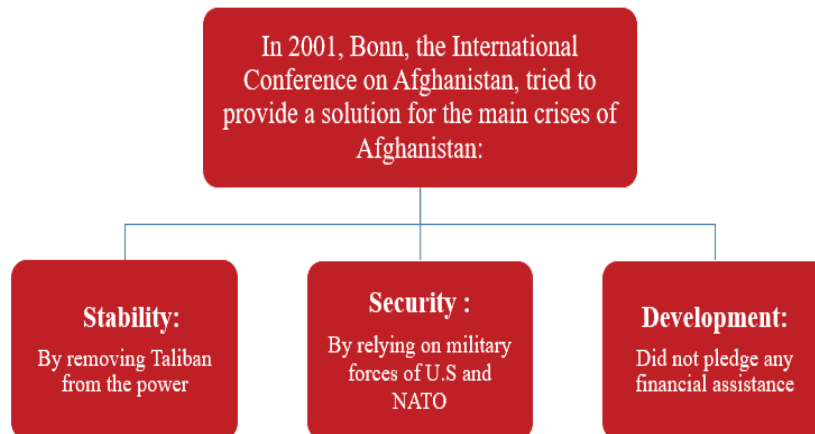 In 2001, Bonn, the International
Conference on Afghanistan, tried to
provide a solution for the main crises of
Afghanistan:
Stability:
By removing Taliban
from the power
Security :
By relying on military
forces of U.S and
NATO
Development:
Did not pledge any
financial assistance